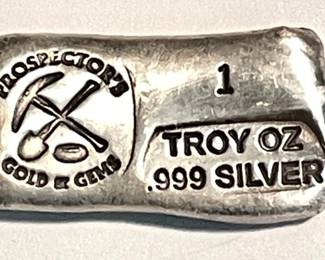 PROSPECTOR'S
GOLD & GEMS
1
TROY OZ
.999 SILVER